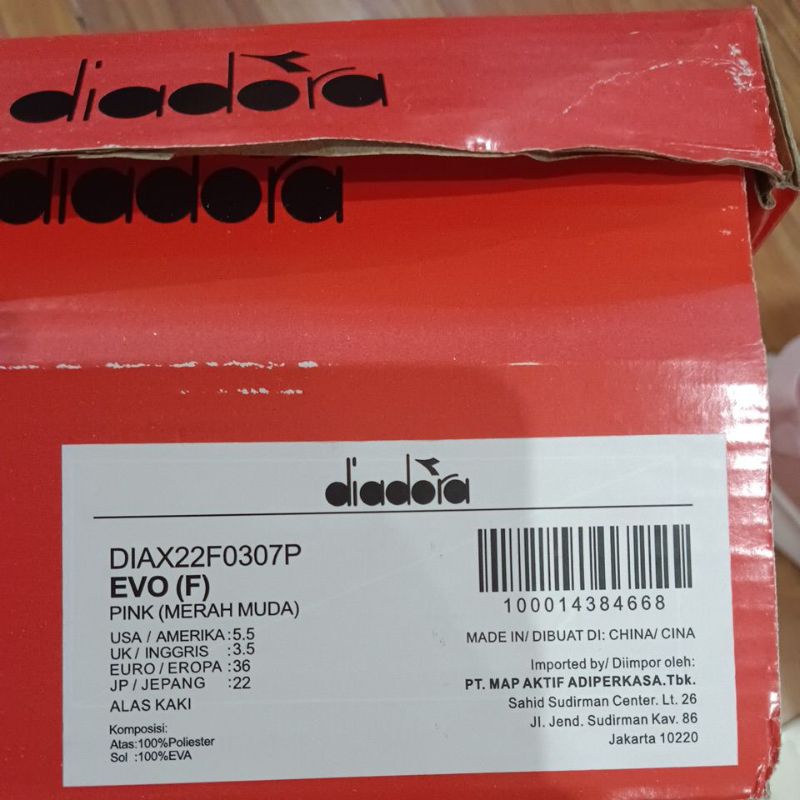 diadora
diadora
diadora
DIAX22F0307P
EVO (F)
PINK (MERAH MUDA)
USA / AMERIKA :5.5
UK / INGGRIS :3.5
EURO / EROPA :36
JP / JEPANG :22
ALAS KAKI
Komposisi:
Atas:100%Poliester
Sol :100%EVA
100014384668
MADE IN/ DIBUAT DI: CHINA/ CINA
Imported by/ Diimpor oleh:
PT. MAP AKTIF ADIPERKASA.Tbk.
Sahid Sudirman Center. Lt. 26
Jl. Jend. Sudirman Kav. 86
Jakarta 10220